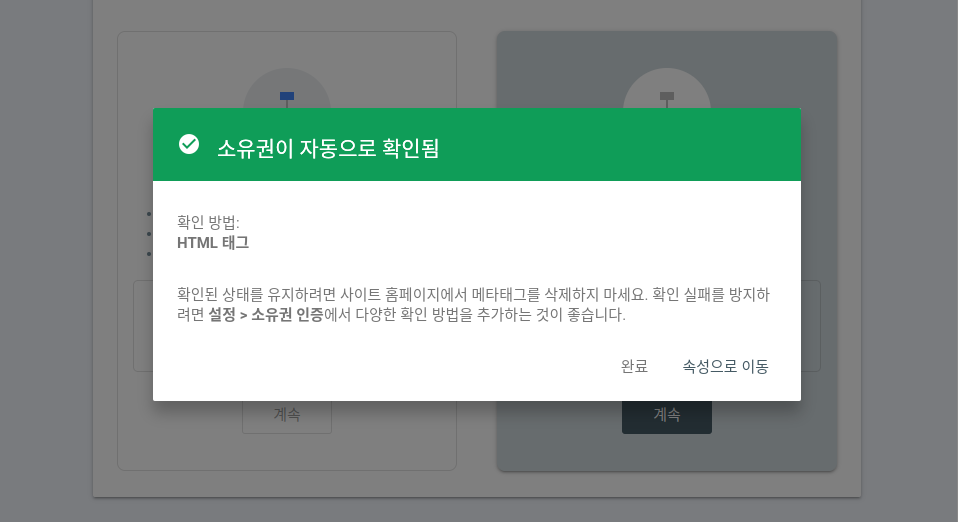 소유권이 자동으로 확인됨
확인 방법:
HTML 태그
확인된 상태를 유지하려면 사이트 홈페이지에서 메타태그를 삭제하지 마세요. 확인 실패를 방지하
려면 설정 > 소유권 인증에서 다양한 확인 방법을 추가하는 것이 좋습니다.
완료 속성으로 이동
계속 계속